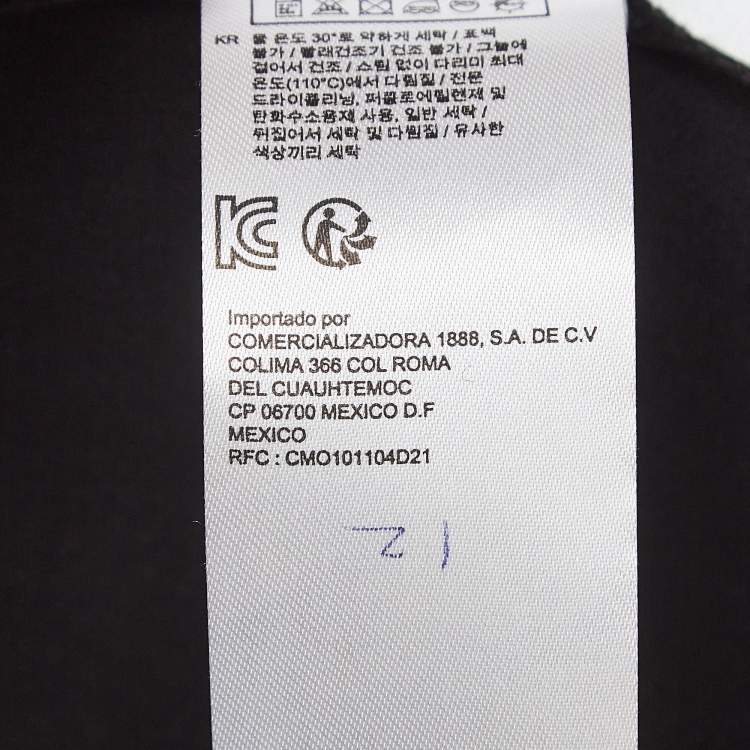 KR 물 온도 30°로 약하게 세탁 / 표백
불가 / 빨래건조기 건조 불가 / 그늘에
걸어서 건조 / 스팀 없이 다리미 최대
온도(110°C)에서 다림질 / 전문
드라이클리닝, 퍼클로에틸렌제 및
탄화수소용제 사용, 일반 세탁 /
뒤집어서 세탁 및 다림질 / 유사한
색상끼리 세탁
KC
Importado por
COMERCIALIZADORA 1888, S.A. DE C.V
COLIMA 366 COL ROMA
DEL CUAUHTEMOC
CP 06700 MEXICO D.F
MEXICO
RFC : CMO101104D21